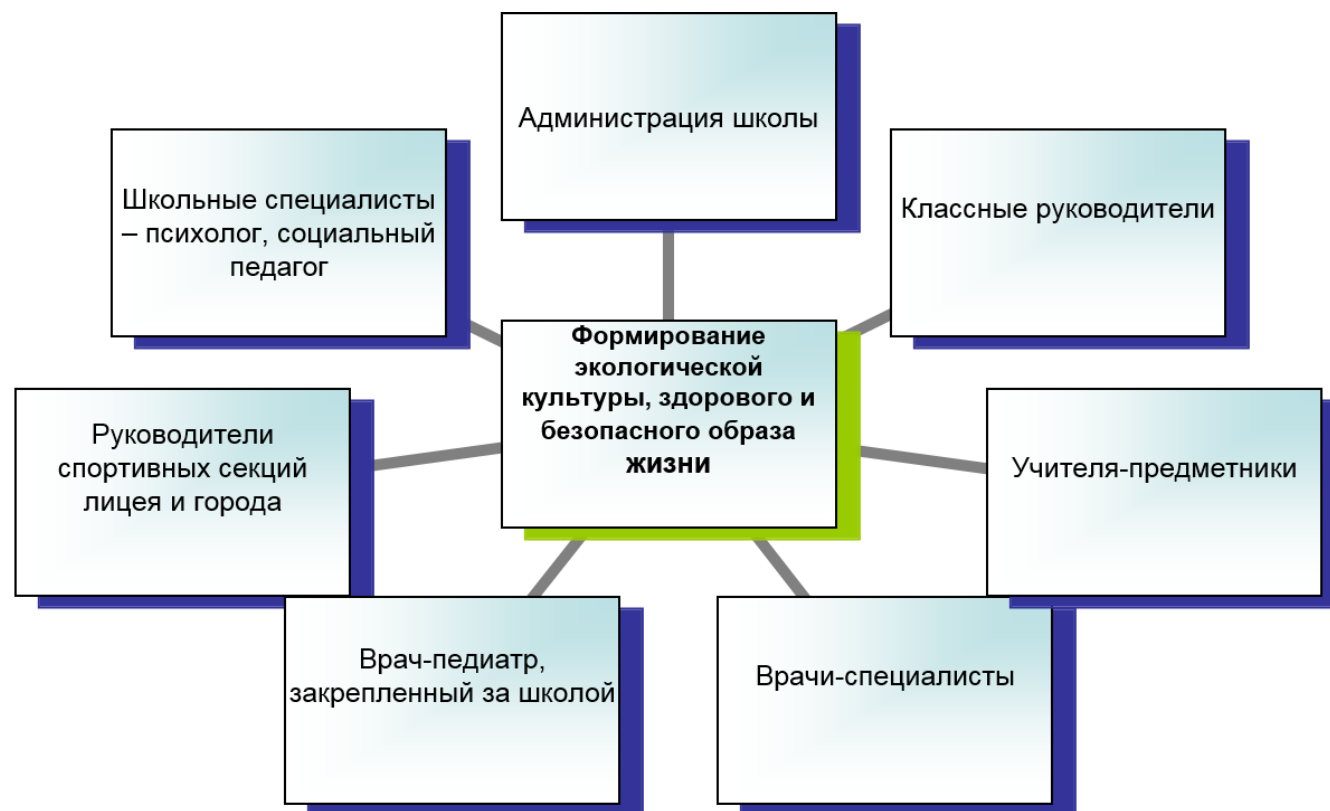 Администрация школы
Школьные специалисты
– психолог, социальный
педагог
Классные руководители
Формирование
экологической
культуры, здорового и
безопасного образа
жизни
Руководители
спортивных секций
лицея и города
Учителя-предметники
Врач-педиатр,
закрепленный за школой
Врачи-специалисты